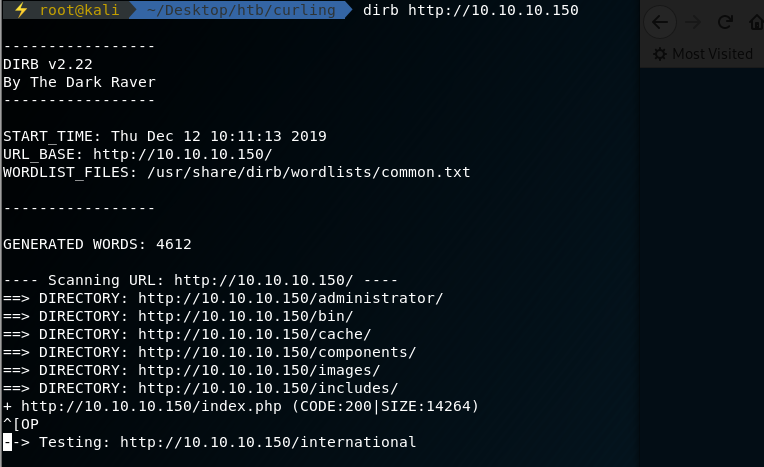 ⚡ root@kali ~/Desktop/htb/curling dirb http://10.10.10.150
Most Visited
-----------------
DIRB v2.22
By The Dark Raver
-----------------
START_TIME: Thu Dec 12 10:11:13 2019
URL_BASE: http://10.10.10.150/
WORDLIST_FILES: /usr/share/dirb/wordlists/common.txt
-----------------
GENERATED WORDS: 4612
---- Scanning URL: http://10.10.10.150/ ----
==> DIRECTORY: http://10.10.10.150/administrator/
==> DIRECTORY: http://10.10.10.150/bin/
==> DIRECTORY: http://10.10.10.150/cache/
==> DIRECTORY: http://10.10.10.150/components/
==> DIRECTORY: http://10.10.10.150/images/
==> DIRECTORY: http://10.10.10.150/includes/
+ http://10.10.10.150/index.php (CODE:200|SIZE:14264)
^[OP
--> Testing: http://10.10.10.150/international